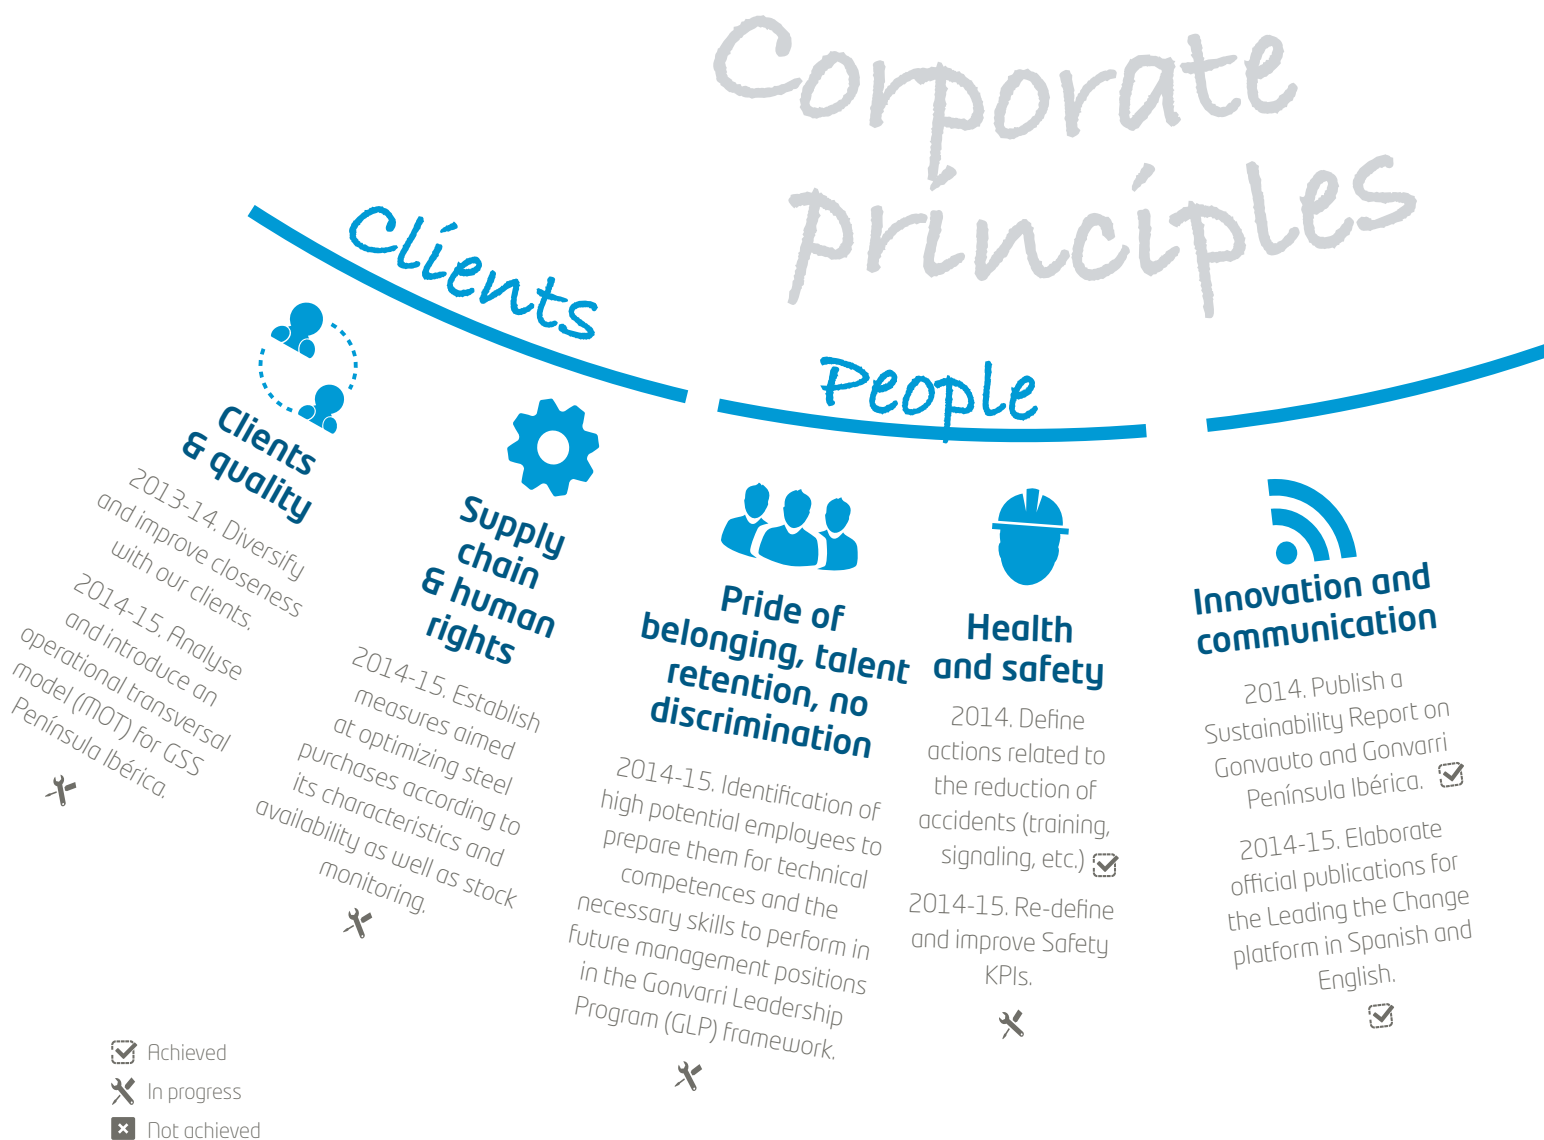 Corporate
principles
Clients
People
Clients
& quality
2013-14. Diversify
and improve closeness
with our clients.
2014-15. Analyse
and introduce an
operational transversal
model (MOT) for GSS
Península Ibérica.
Supply
chain
& human
rights
2014-15. Establish
measures aimed
at optimizing steel
purchases according to
its characteristics and
availability as well as stock
monitoring.
Pride of
belonging, talent
retention, no
discrimination
2014-15. Identification of
high potential employees to
prepare them for technical
competences and the
necessary skills to perform in
future management positions
in the Gonvarri Leadership
Program (GLP) framework.
Health
and safety
2014. Define
actions related to
the reduction of
accidents (training,
signaling, etc.)
2014-15. Re-define
and improve Safety
KPIs.
Innovation and
communication
2014. Publish a
Sustainability Report on
Gonvauto and Gonvarri
Península Ibérica.
2014-15. Elaborate
official publications for
the Leading the Change
platform in Spanish and
English.
Achieved
In progress
Not achieved